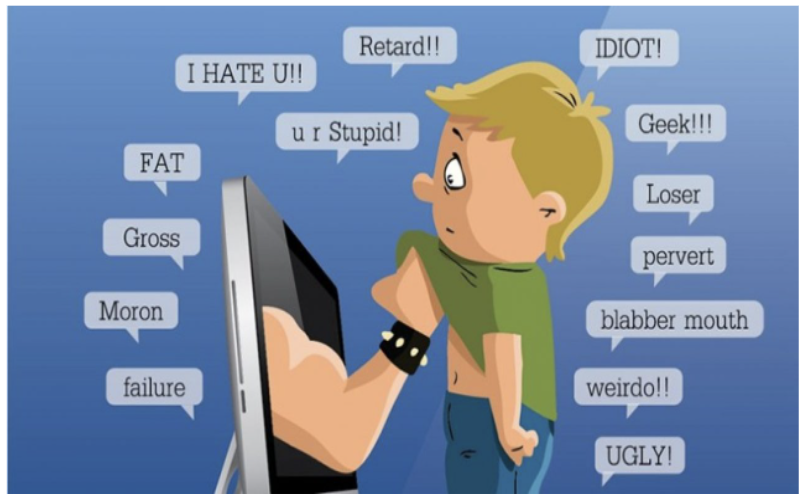 Retard!!
IDIOT!
I HATE U!!
u r Stupid!
Geek!!!
FAT
Loser
Gross
pervert
Moron
blabber mouth
failure
weirdo!!
UGLY!